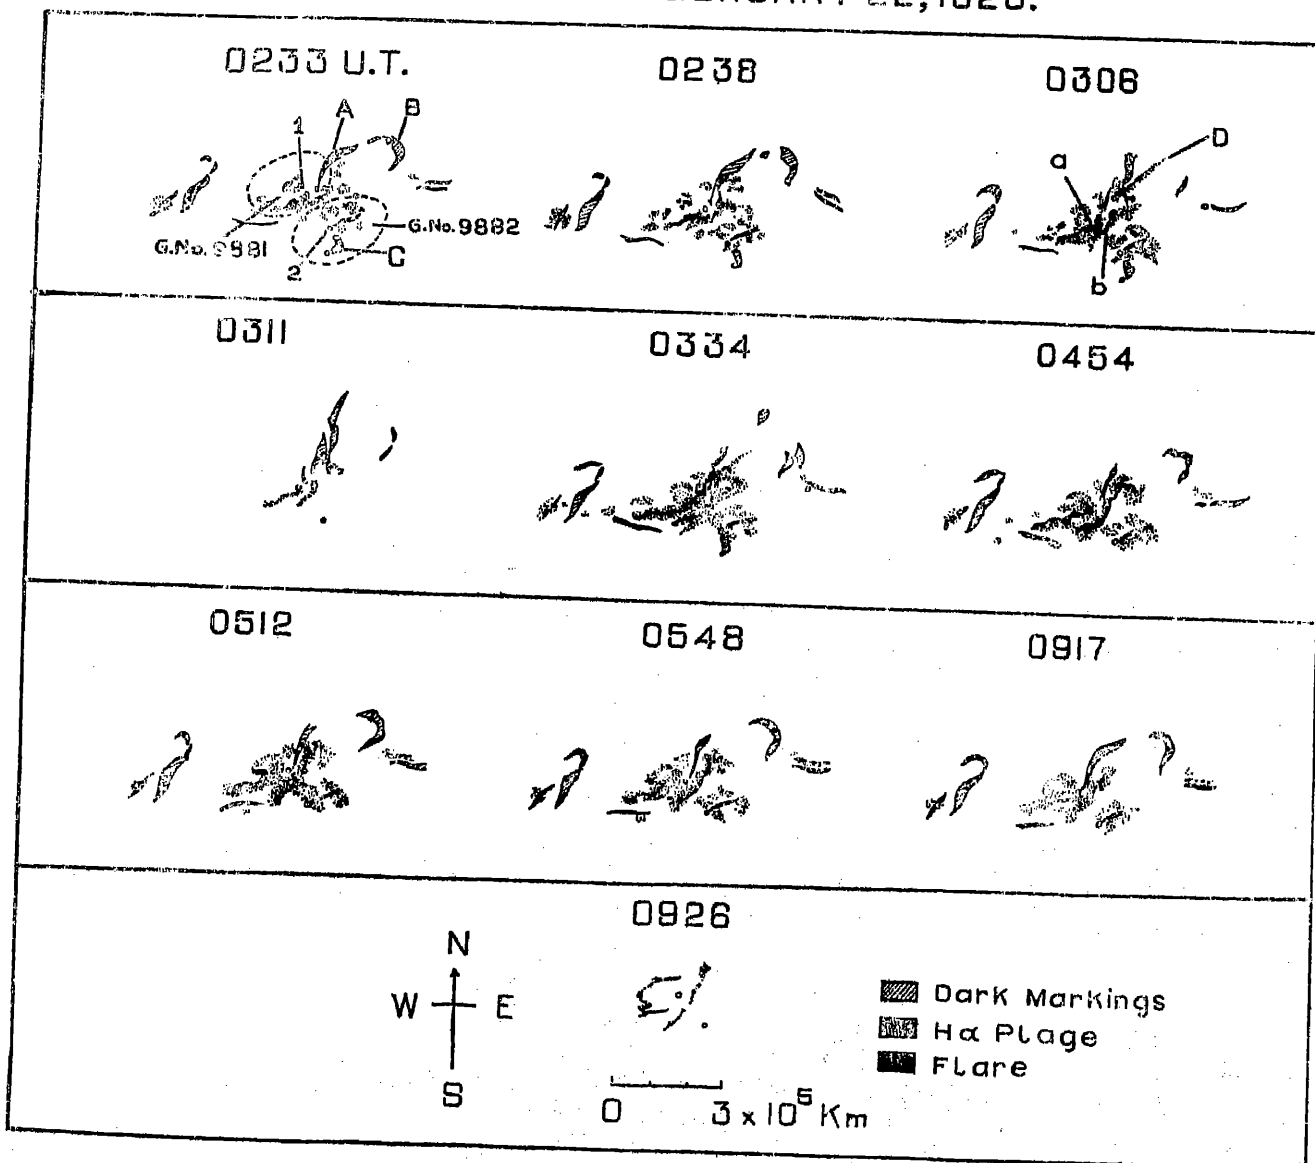 0233 U.T.
0238
0306
1
A
B
a
D
G.No. 9881
G.No. 9882
2
C
b
0311
0334
0454
0512
0548
0917
0926
N
W
E
S
Dark Markings
Hα Plage
Flare
0 3 x 10⁵ Km